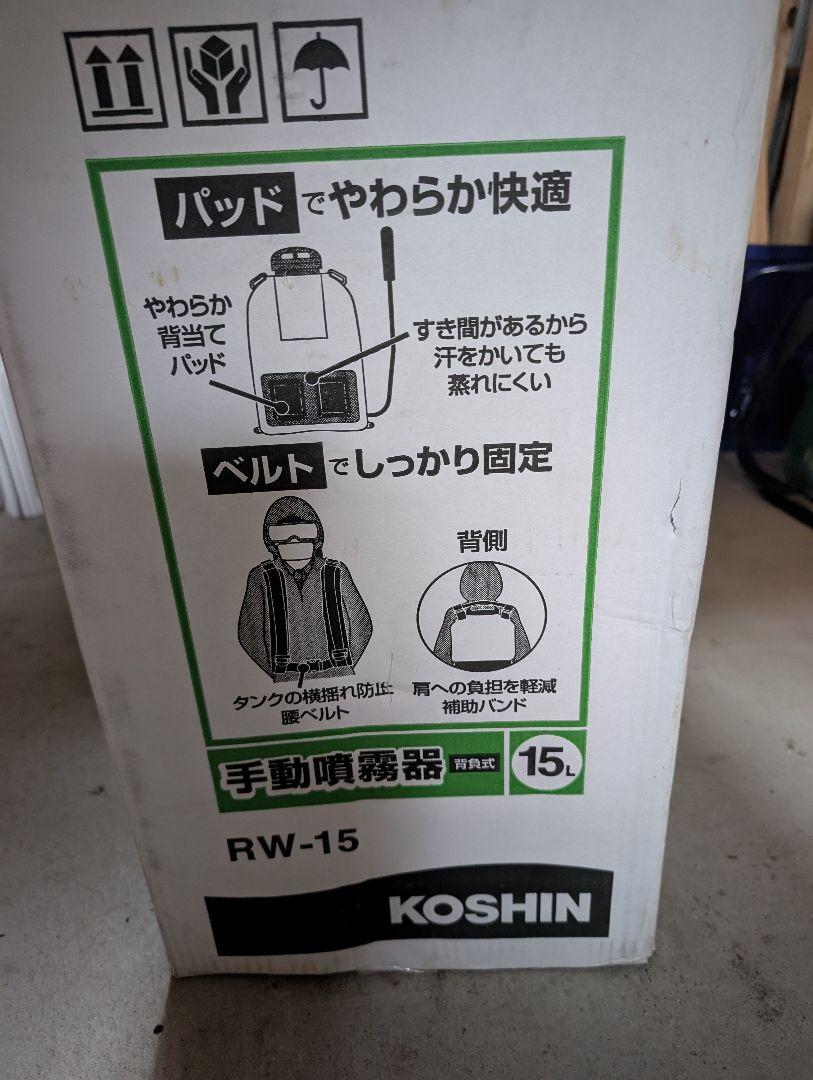 パッドでやわらか快適
やわらか
背当て
パッド
すき間があるから
汗をかいても
蒸れにくい
ベルトでしっかり固定
背側
タンクの横揺れ防止
腰ベルト
肩への負担を軽減
補助バンド
手動噴霧器 背負式 15L
RW-15
KOSHIN